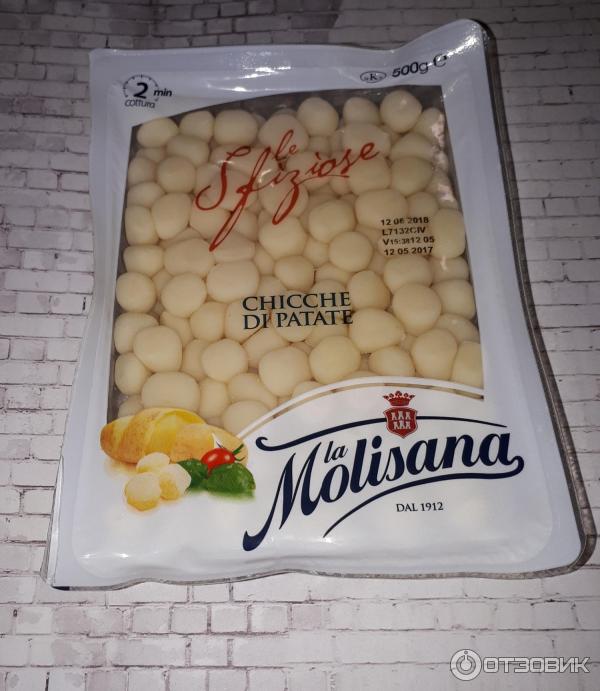 2 min
cottura
K 500g e
le
Sfiziose
12 06 2018
L7132CIV
V15:3812 05
12 05 2017
CHICCHE
DI PATATE
la
Molisana
DAL 1912
ОТЗОВИК